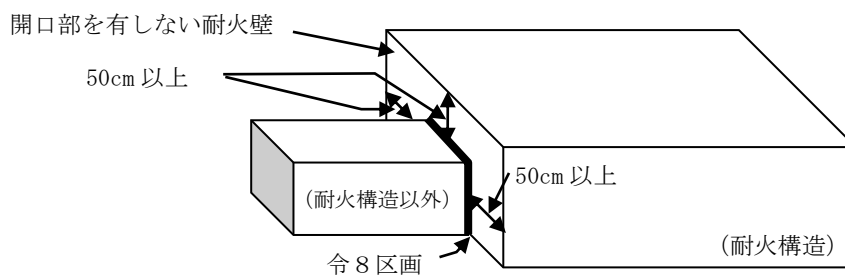 開口部を有しない耐火壁
50cm 以上
50cm 以上
（耐火構造以外）
（耐火構造）
令８区画